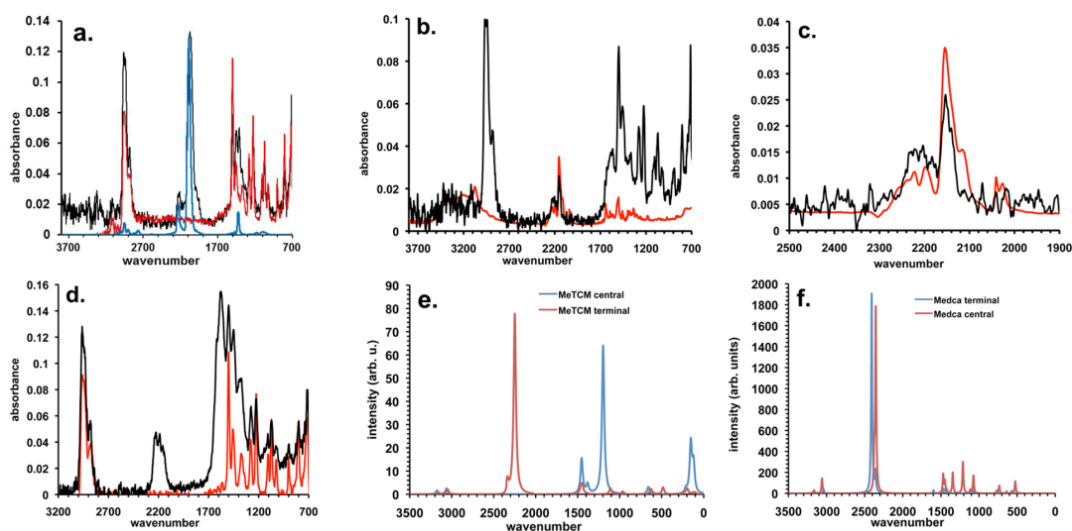 a.
0.14
0.12
0.1
0.08
0.06
0.04
0.02
0
absorbance
3700 2700 1700 700
wavenumber
b.
0.1
0.08
0.06
0.04
0.02
0
absorbance
3700 3200 2700 2200 1700 1200 700
wavenumber
c.
0.04
0.035
0.03
0.025
0.02
0.015
0.01
0.005
0
absorbance
2500 2400 2300 2200 2100 2000 1900
wavenumber
d.
0.16
0.14
0.12
0.1
0.08
0.06
0.04
0.02
0
absorbance
3200 2700 2200 1700 1200 700
wavenumber
e.
MeTCM central
MeTCM terminal
90
80
70
60
50
40
30
20
10
0
intensity (arb. u.)
3500 3000 2500 2000 1500 1000 500 0
wavenumber
f.
Medca terminal
Medca central
2000
1800
1600
1400
1200
1000
800
600
400
200
0
intensity (arb. units)
3500 3000 2500 2000 1500 1000 500 0
wavenumber